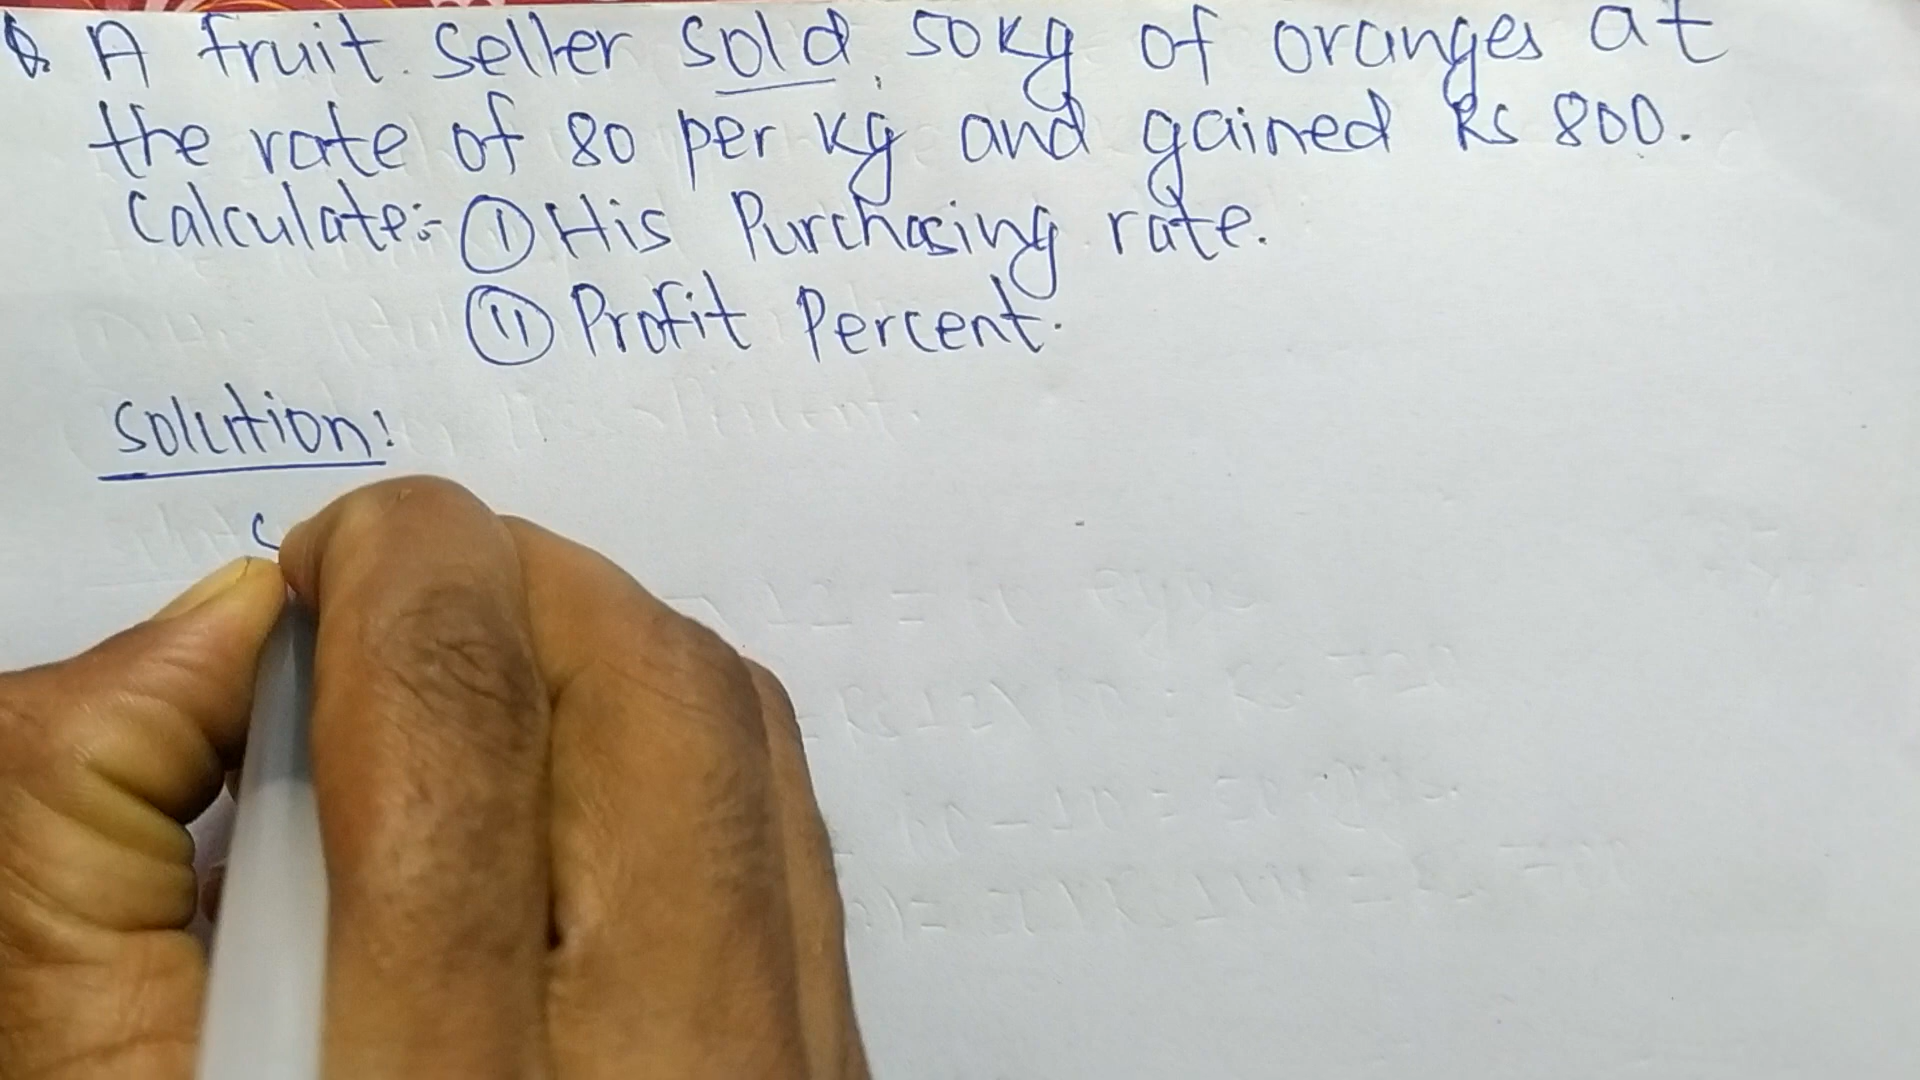 Q. A fruit seller sold 50kg of oranges at
the rate of 80 per kg and gained Rs 800.
Calculate:- (I) His Purchasing rate.
(II) Profit Percent.
Solution: